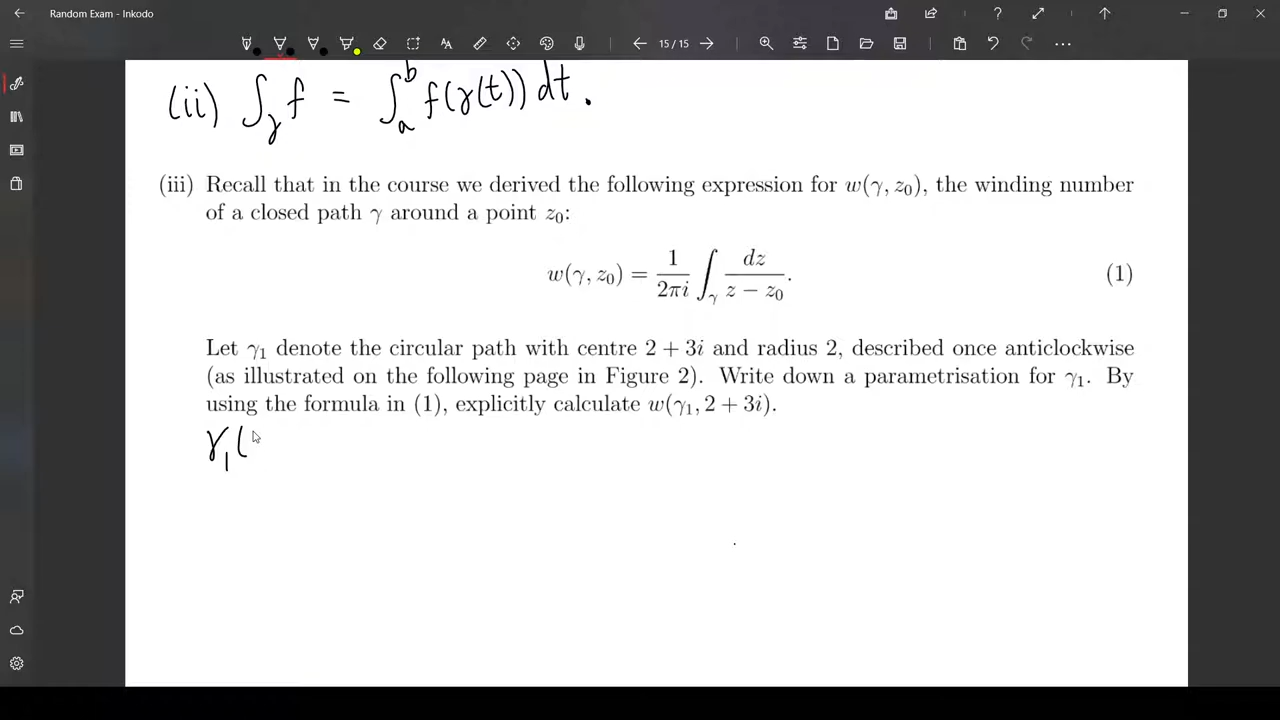 Random Exam - Inkodo
15 / 15
(ii) ∫_γ f = ∫_a^b f(γ(t)) dt .
(iii) Recall that in the course we derived the following expression for w(γ, z₀), the winding number
of a closed path γ around a point z₀:
w(γ, z₀) = 1/(2πi) ∫_γ dz/(z − z₀). (1)
Let γ₁ denote the circular path with centre 2 + 3i and radius 2, described once anticlockwise
(as illustrated on the following page in Figure 2). Write down a parametrisation for γ₁. By
using the formula in (1), explicitly calculate w(γ₁, 2 + 3i).
γ₁(